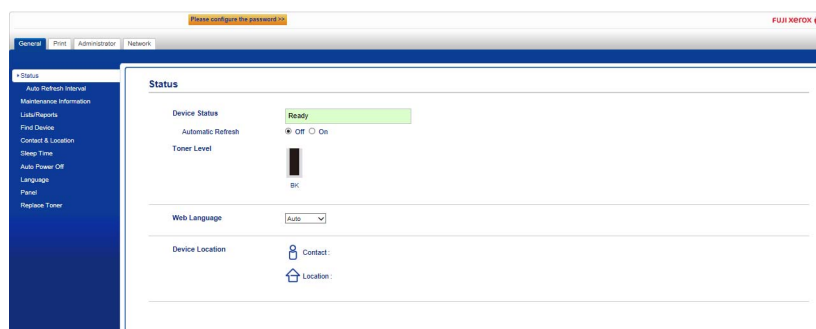 Please configure the password >>
FUJI XEROX
General Print Administrator Network
Status
Auto Refresh Interval
Maintenance Information
Lists/Reports
Find Device
Contact & Location
Sleep Time
Auto Power Off
Language
Panel
Replace Toner
Status
Device Status Ready
Automatic Refresh Off On
Toner Level
BK
Web Language Auto
Device Location Contact :
Location :